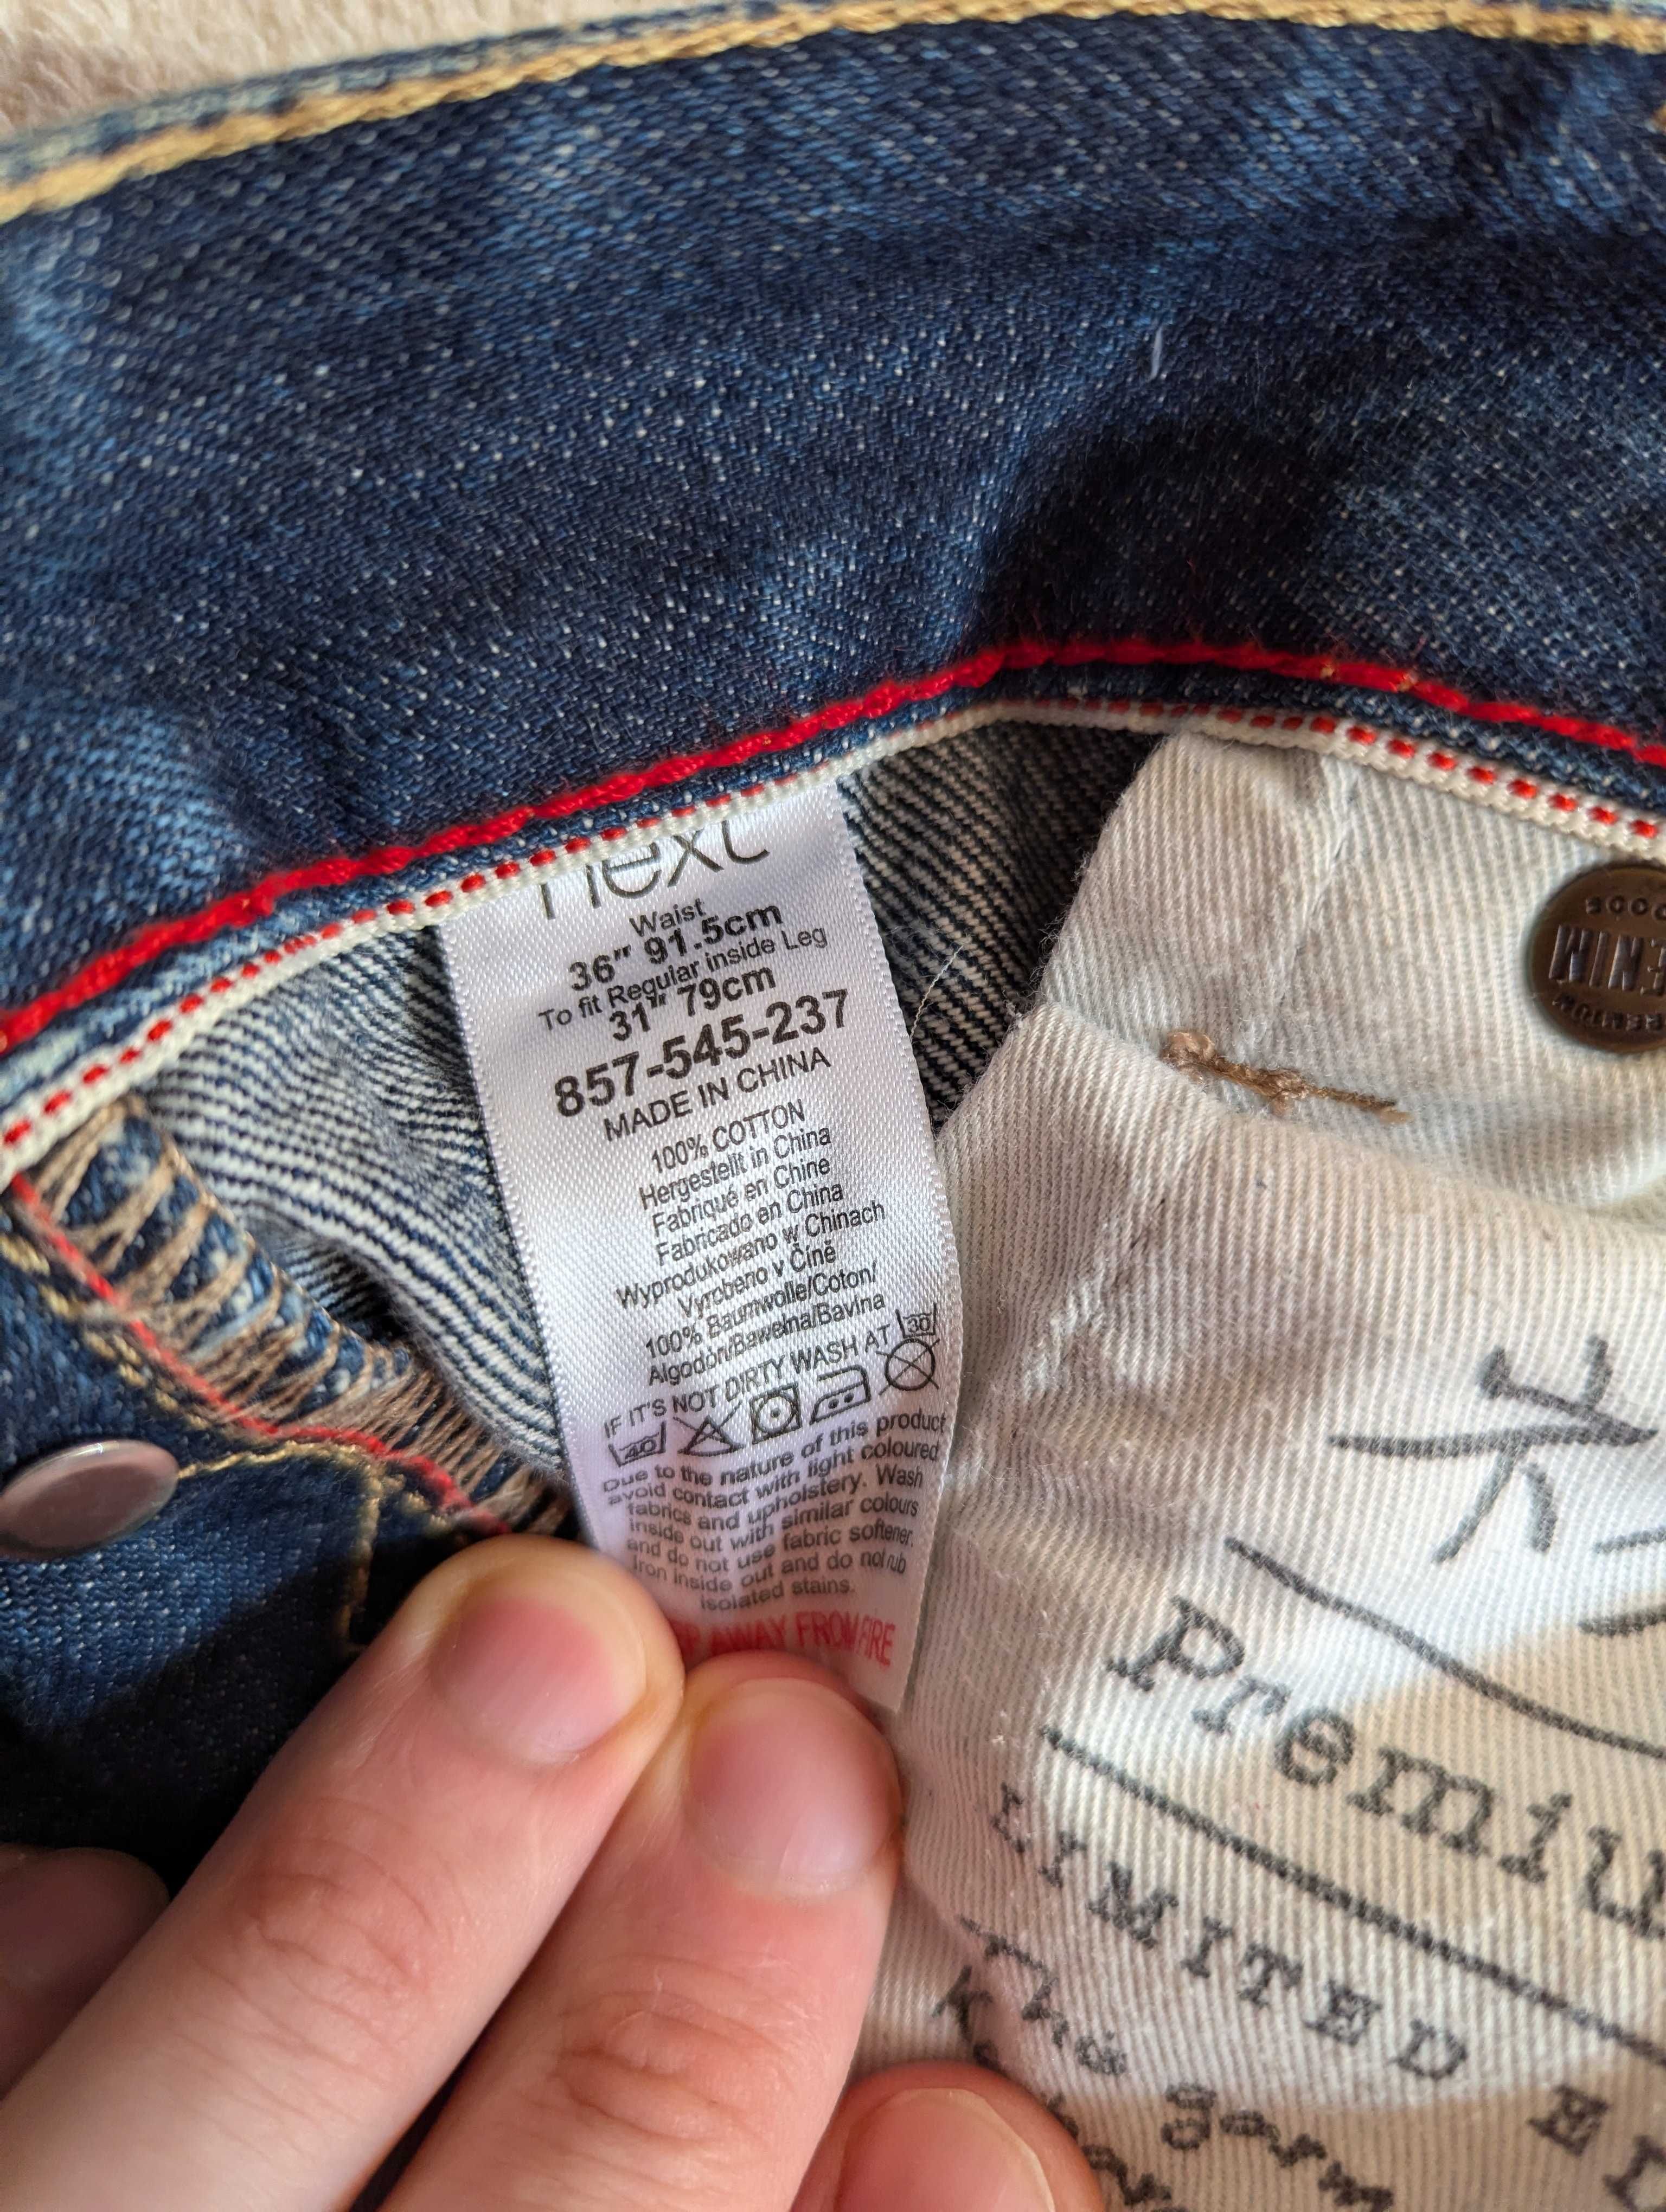 next
Waist
36" 91.5cm
To fit Regular inside Leg
31" 79cm
857-545-237
MADE IN CHINA
100% COTTON
Hergestellt in China
Fabriqué en Chine
Fabricado en China
Wyprodukowano w Chinach
Vyrobeno v Číně
100% Baumwolle/Coton/
Algodón/Bawełna/Bavlna
IF IT'S NOT DIRTY WASH AT 30
40
Due to the nature of this product
avoid contact with light coloured
fabrics and upholstery. Wash
inside out with similar colours
and do not use fabric softener.
Iron inside out and do not rub
isolated stains.
AWAY FROM FIRE
Premiu
LIMITED ED
The garm